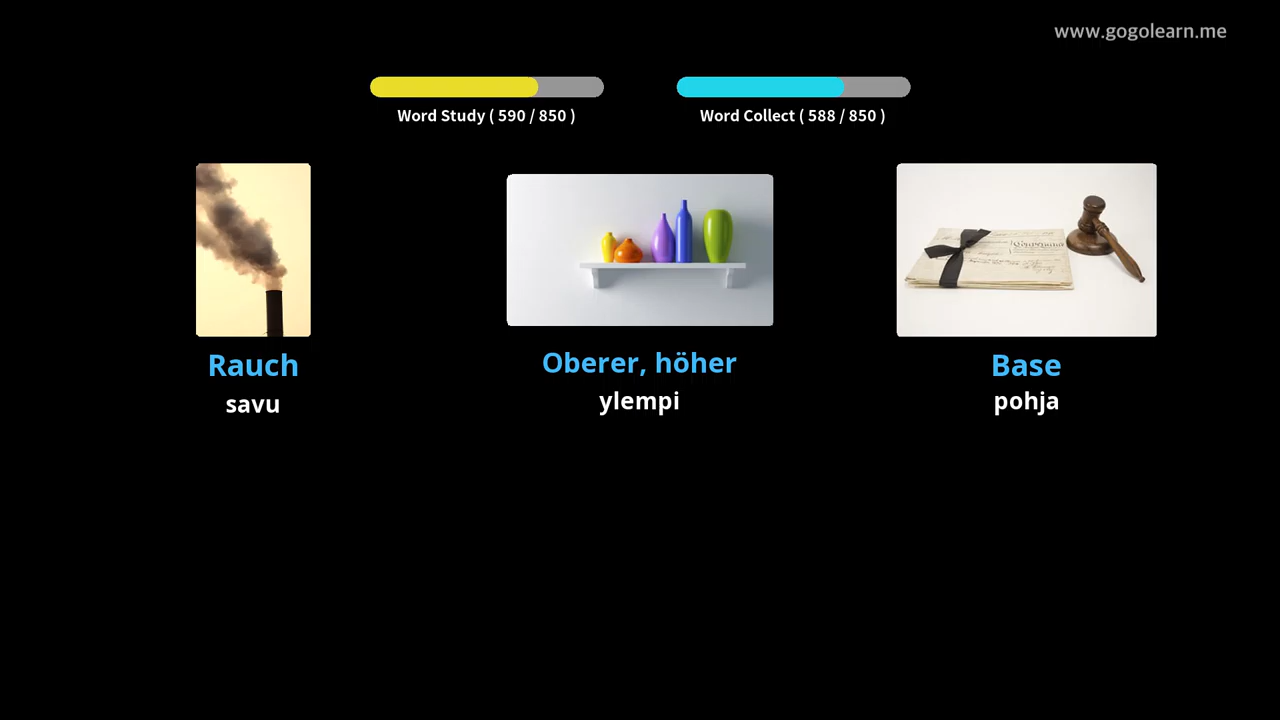 www.gogolearn.me
Word Study ( 590 / 850 )
Word Collect ( 588 / 850 )
Rauch
savu
Oberer, höher
ylempi
Base
pohja